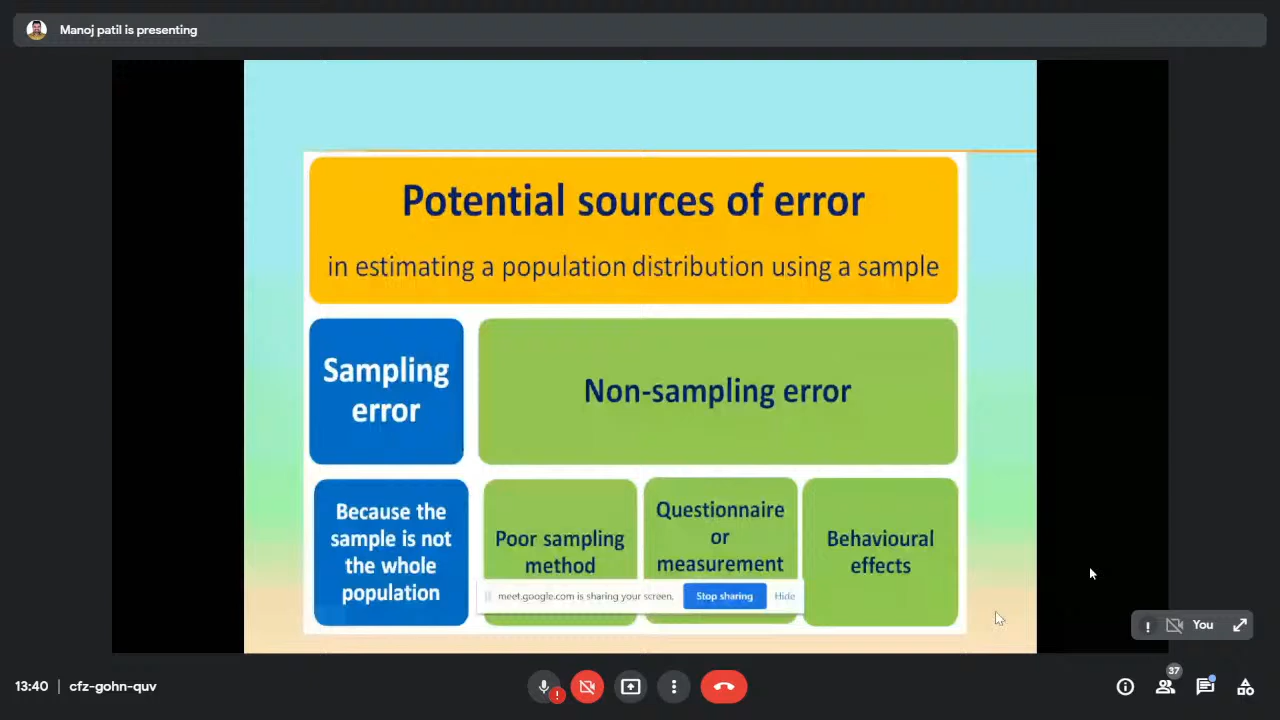 Manoj patil is presenting
Potential sources of error
in estimating a population distribution using a sample
Sampling
error
Non-sampling error
Because the
sample is not
the whole
population
Poor sampling
method
Questionnaire
or
measurement
Behavioural
effects
meet.google.com is sharing your screen.
Stop sharing
Hide
You
13:40 | cfz-gohn-quv
37